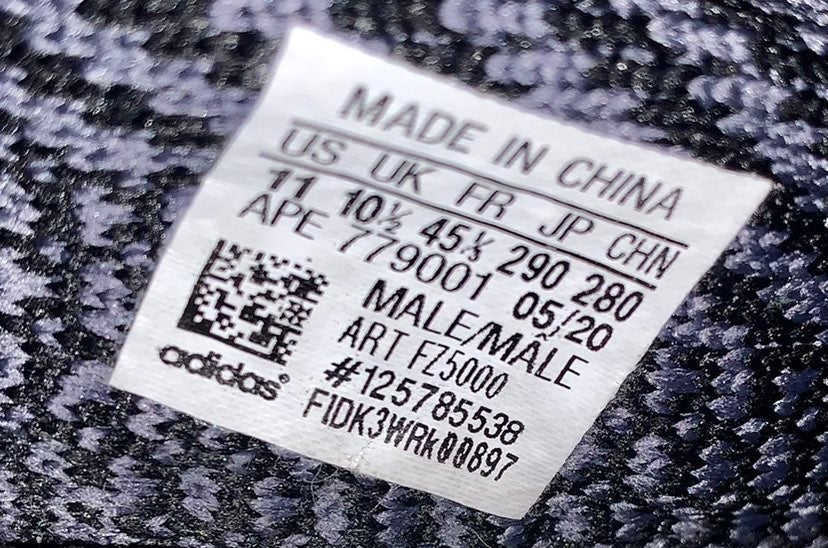 MADE IN CHINA
US UK FR JP CHN
11 10½ 45⅓ 290 280
APE 779001 05/20
MALE/MÂLE
ART FZ5000
#125785538
FIDK3WRK00897
adidas®